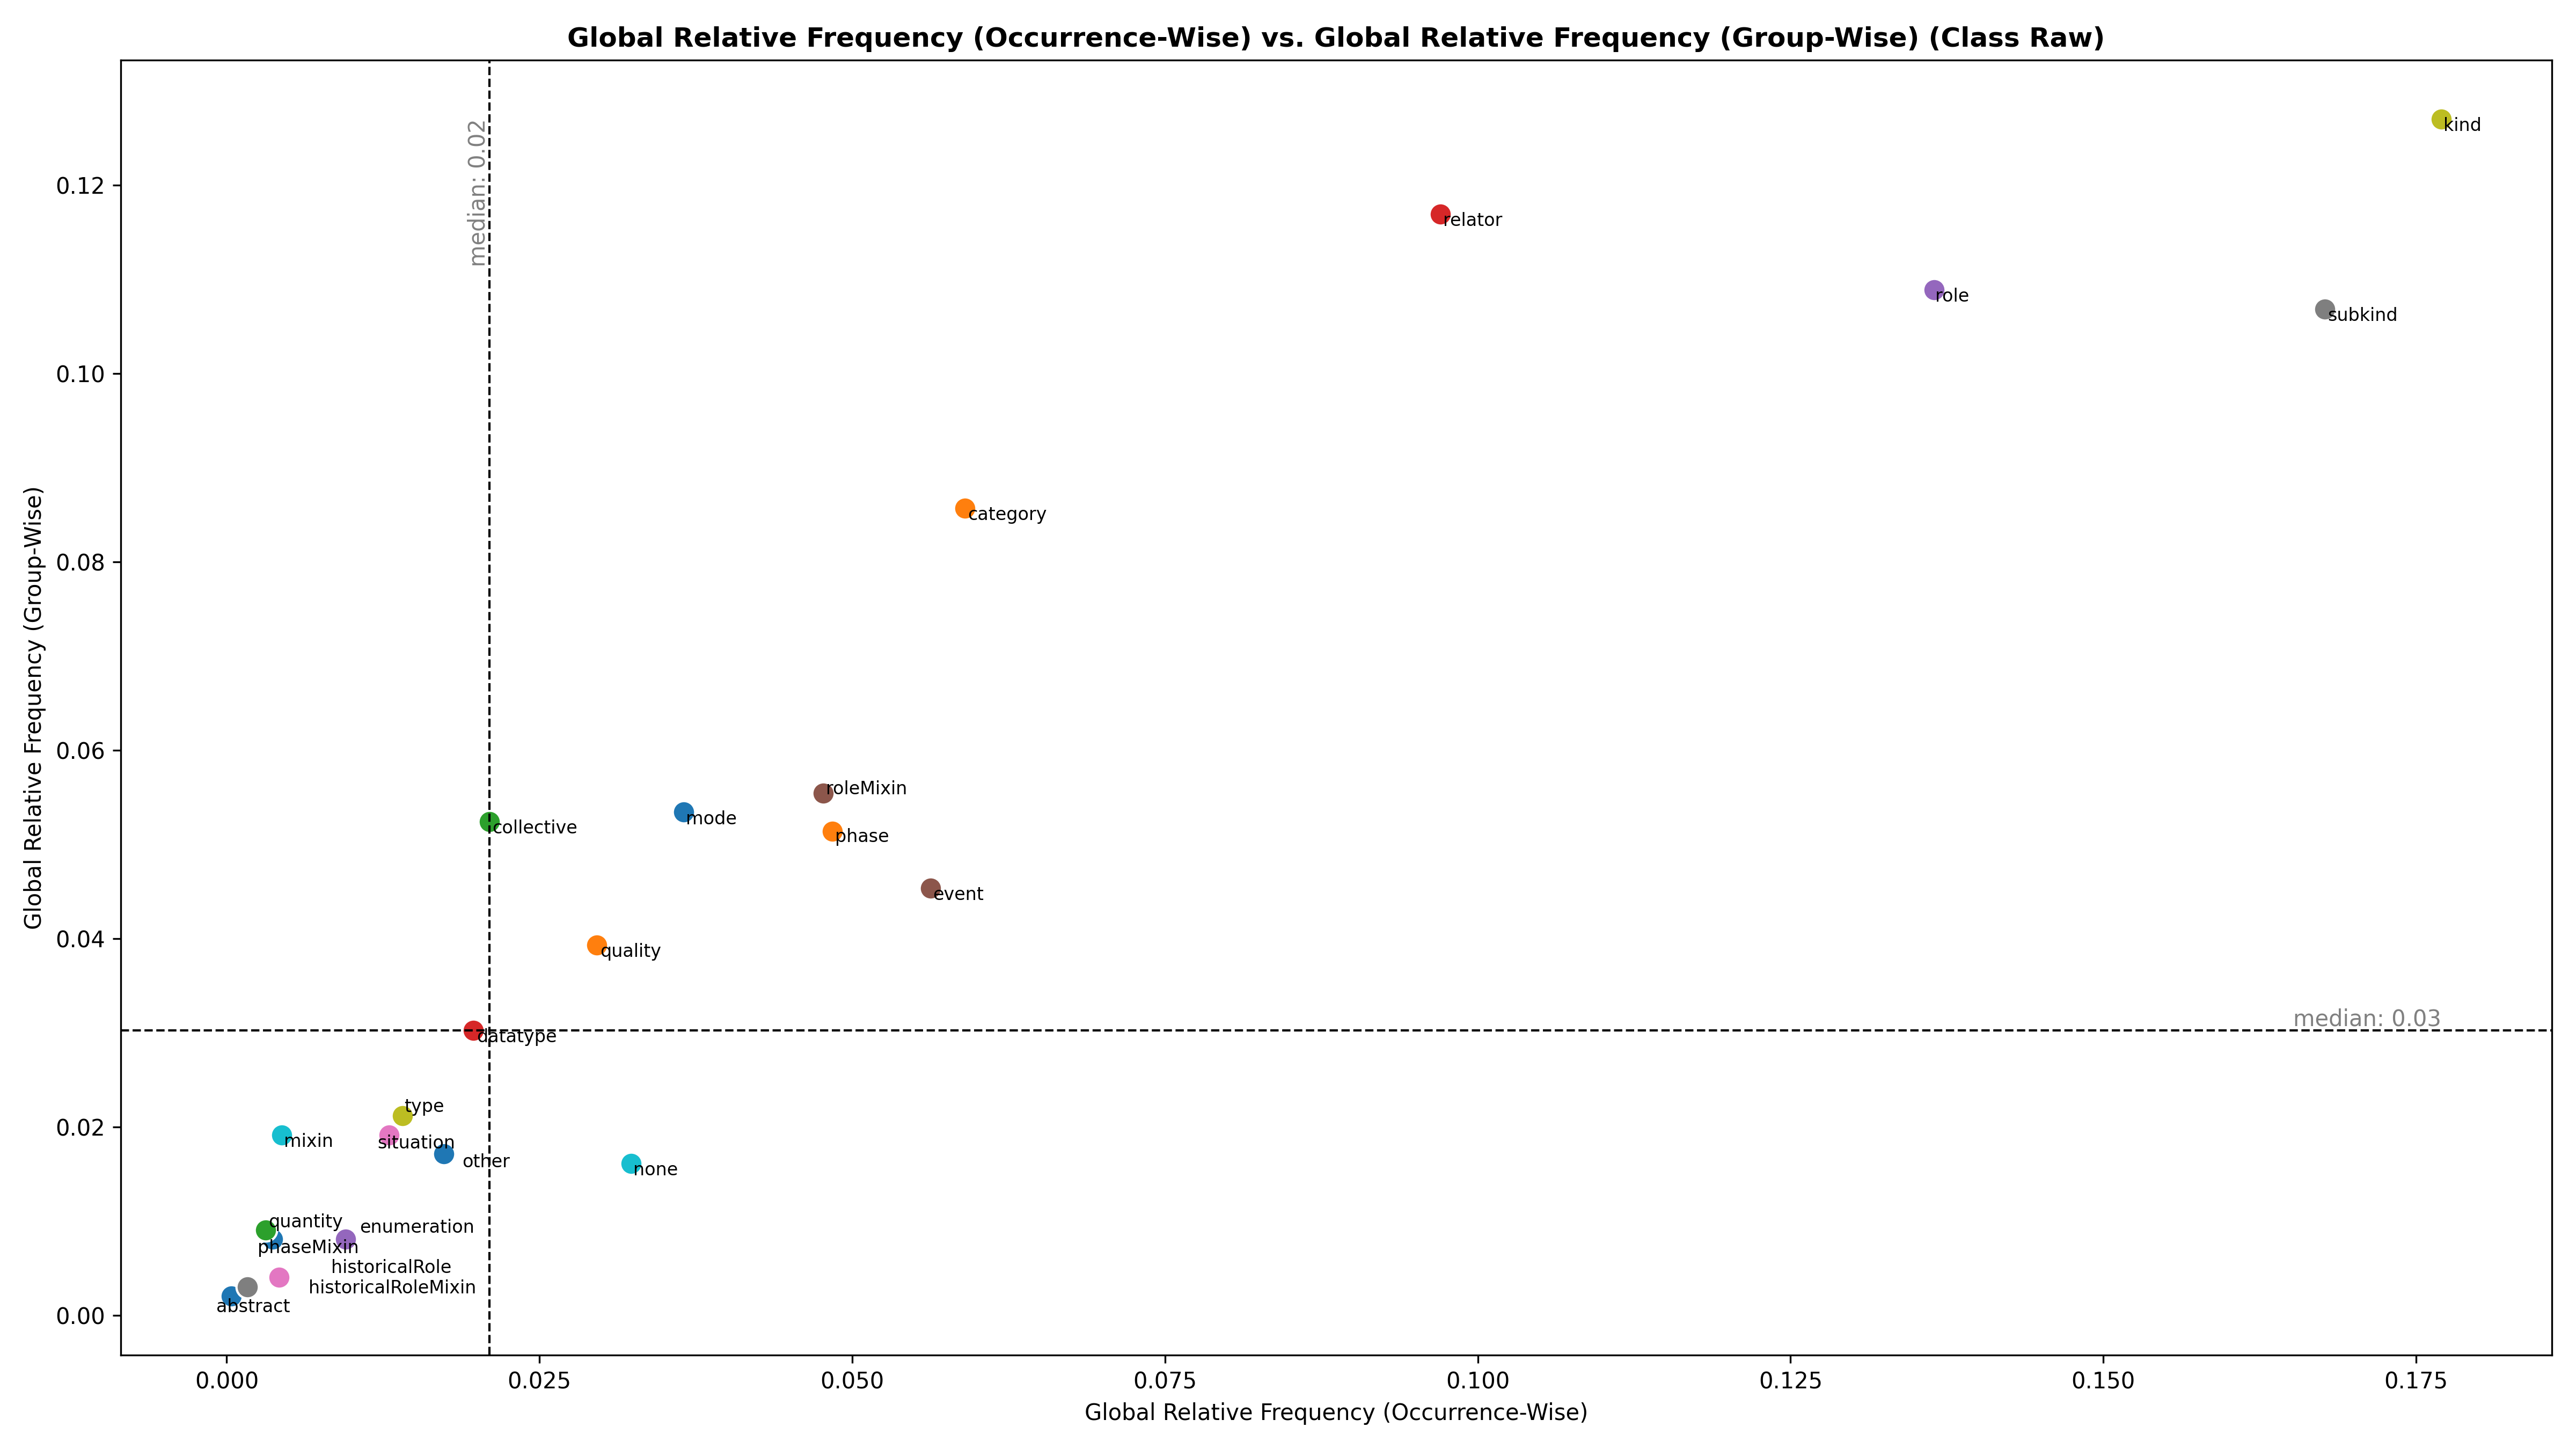 Global Relative Frequency (Occurrence-Wise) vs. Global Relative Frequency (Group-Wise) (Class Raw)
Global Relative Frequency (Group-Wise)
0.12
0.10
0.08
0.06
0.04
0.02
0.00
median: 0.02
median: 0.03
kind
relator
role
subkind
category
roleMixin
mode
collective
phase
event
quality
datatype
type
mixin
situation
other
none
quantity
enumeration
phaseMixin
historicalRole
historicalRoleMixin
abstract
0.000
0.025
0.050
0.075
0.100
0.125
0.150
0.175
Global Relative Frequency (Occurrence-Wise)